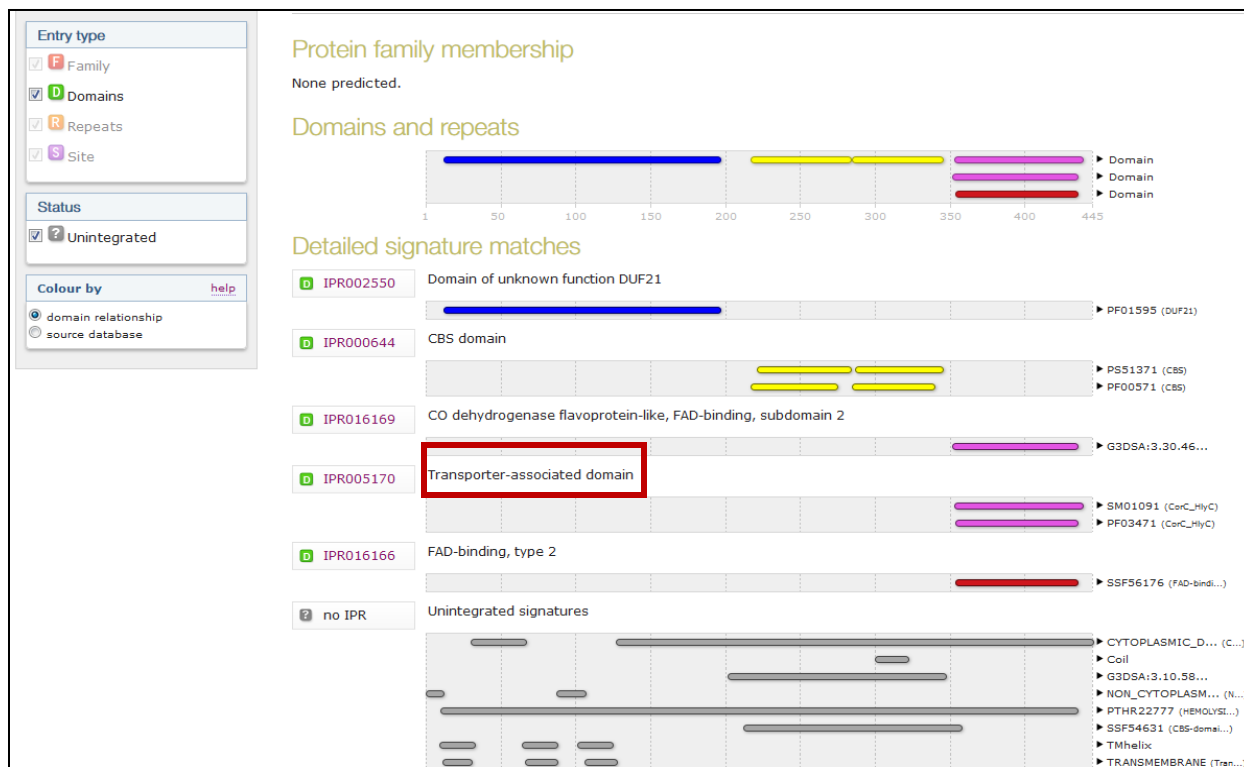 Entry type
F Family
D Domains
R Repeats
S Site
Status
? Unintegrated
Colour by help
domain relationship
source database
Protein family membership
None predicted.
Domains and repeats
Domain
Domain
Domain
1 50 100 150 200 250 300 350 400 445
Detailed signature matches
D IPR002550 Domain of unknown function DUF21
PF01595 (DUF21)
D IPR000644 CBS domain
PS51371 (CBS)
PF00571 (CBS)
D IPR016169 CO dehydrogenase flavoprotein-like, FAD-binding, subdomain 2
G3DSA:3.30.46...
D IPR005170 Transporter-associated domain
SM01091 (CorC_HlyC)
PF03471 (CorC_HlyC)
D IPR016166 FAD-binding, type 2
SSF56176 (FAD-bindi...)
? no IPR Unintegrated signatures
CYTOPLASMIC_D... (C...)
Coil
G3DSA:3.10.58...
NON_CYTOPLASM... (N...
PTHR22777 (HEMOLYSI...)
SSF54631 (CBS-domai...)
TMhelix
TRANSMEMBRANE (Tran...)